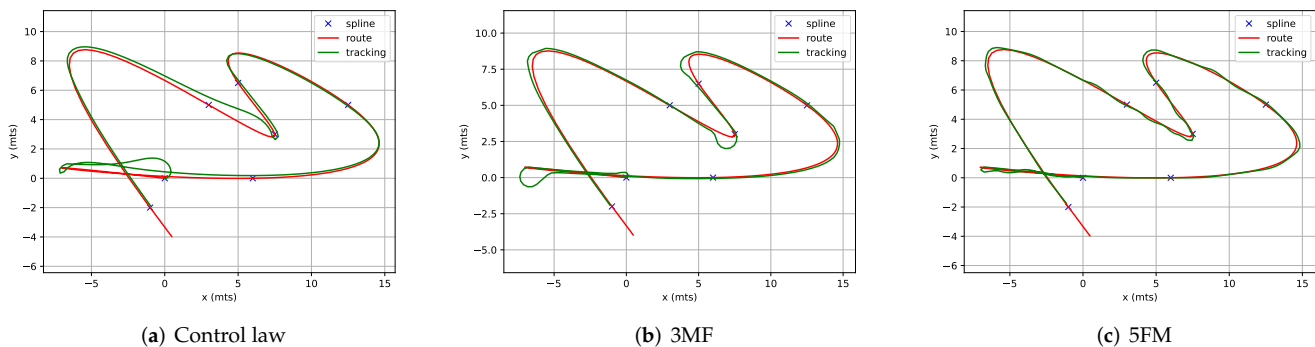 10
8
6
4
2
0
−2
−4
−6
y (mts)
−5
0
5
10
15
x (mts)
spline
route
tracking
(a) Control law
10.0
7.5
5.0
2.5
0.0
−2.5
−5.0
y (mts)
−5
0
5
10
15
x (mts)
spline
route
tracking
(b) 3MF
10
8
6
4
2
0
−2
−4
−6
y (mts)
−5
0
5
10
15
x (mts)
spline
route
tracking
(c) 5FM